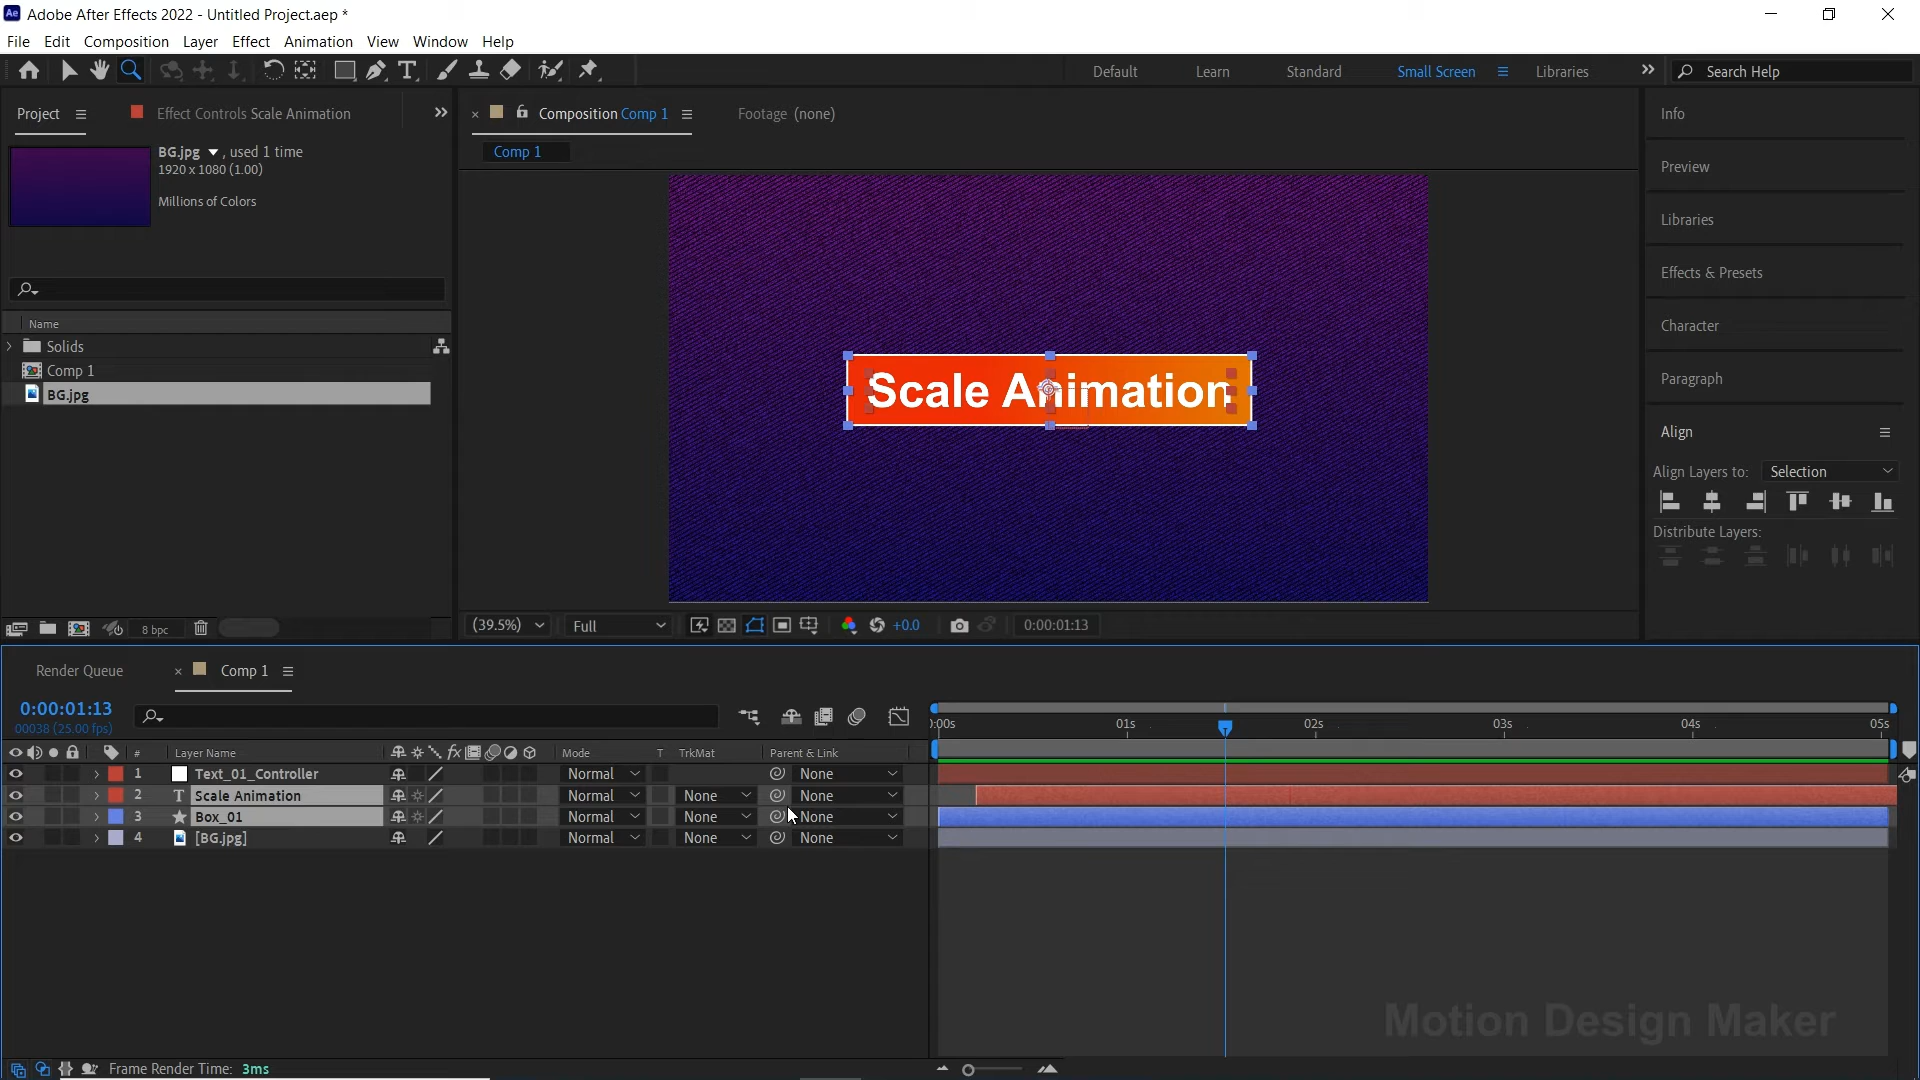 Ae Adobe After Effects 2022 - Untitled Project.aep *
File Edit Composition Layer Effect Animation View Window Help
Default Learn Standard Small Screen Libraries Search Help
Project Effect Controls Scale Animation
Composition Comp 1 Footage (none)
Comp 1
BG.jpg , used 1 time
1920 x 1080 (1.00)
Millions of Colors
Name
Solids
Comp 1
BG.jpg
8 bpc
Scale Animation
(39.5%) Full +0.0 0:00:01:13
Info
Preview
Libraries
Effects & Presets
Character
Paragraph
Align
Align Layers to: Selection
Distribute Layers:
Render Queue Comp 1
0:00:01:13
00038 (25.00 fps)
):00s 01s 02s 03s 04s 05s
# Layer Name fx Mode T TrkMat Parent & Link
1 Text_01_Controller Normal None
2 T Scale Animation Normal None None
3 Box_01 Normal None None
4 [BG.jpg] Normal None None
Motion Design Maker
Frame Render Time: 3ms